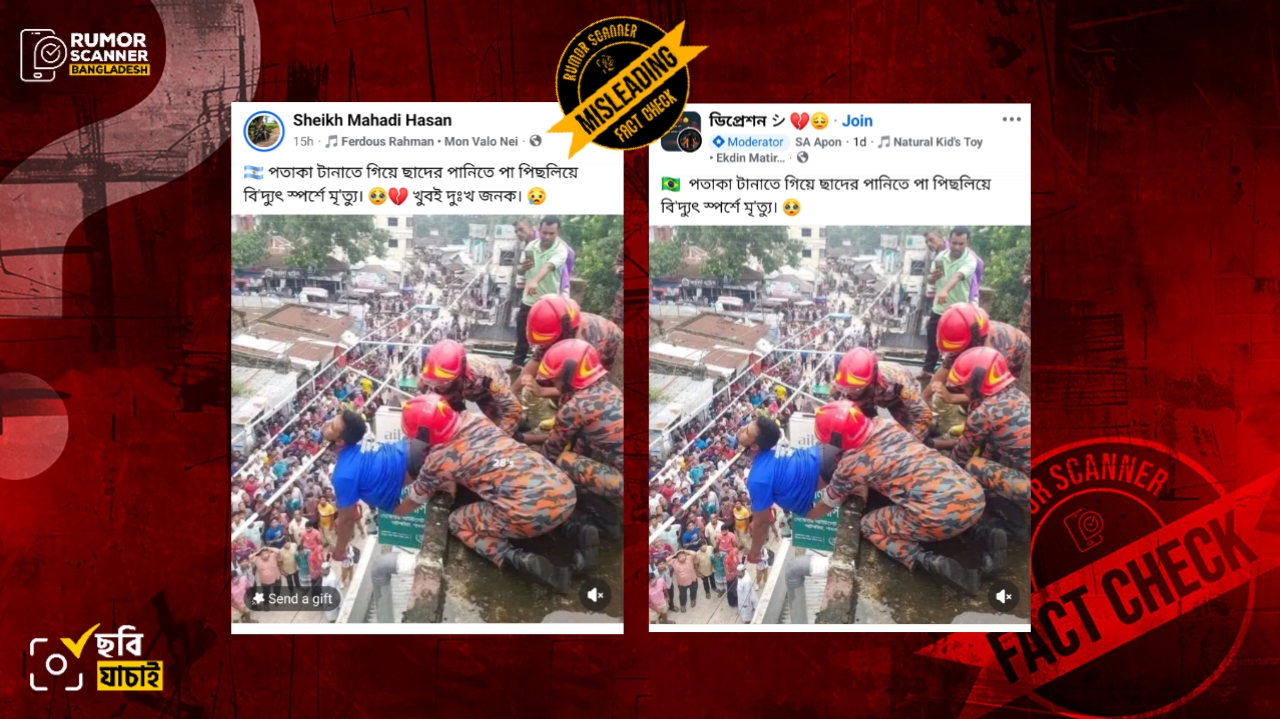 RUMOR
SCANNER
BANGLADESH
RUMOR SCANNER
MISLEADING
FACT CHECK
Sheikh Mahadi Hasan
15h · Ferdous Rahman • Mon Valo Nei ·
🇦🇷 পতাকা টানাতে গিয়ে ছাদের পানিতে পা পিছলিয়ে
বি'দ্যুৎ স্পর্শে মৃ'ত্যু। 🥺💔 খুবই দুঃখ জনক। 😥
Send a gift
ডিপ্রেশন シ 💔😔 · Join
Moderator SA Apon · 1d · Natural Kid's Toy
• Ekdin Matir... ·
🇧🇷 পতাকা টানাতে গিয়ে ছাদের পানিতে পা পিছলিয়ে
বি'দ্যুৎ স্পর্শে মৃ'ত্যু। 🥺
SCANNER
FACT CHECK
ছবি
যাচাই